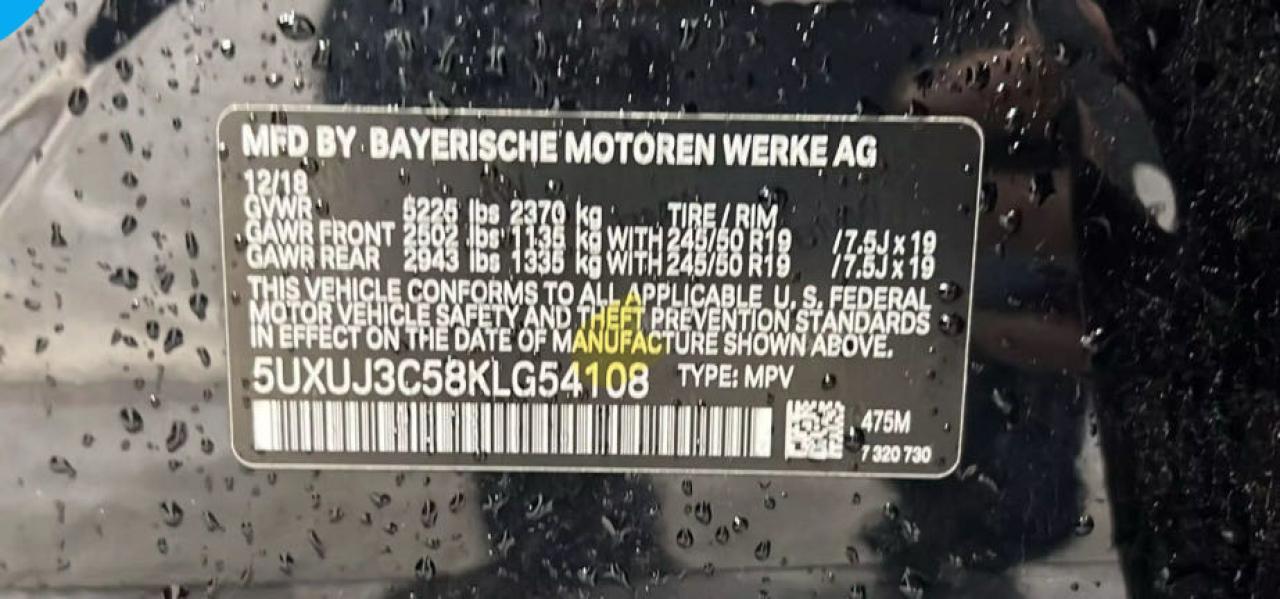 MFD BY BAYERISCHE MOTOREN WERKE AG
12/18
GVWR 5225 lbs 2370 kg TIRE / RIM
GAWR FRONT 2502 lbs 1135 kg WITH 245/50 R19 /7.5J x 19
GAWR REAR 2943 lbs 1335 kg WITH 245/50 R19 /7.5J x 19
THIS VEHICLE CONFORMS TO ALL APPLICABLE U. S. FEDERAL
MOTOR VEHICLE SAFETY AND THEFT PREVENTION STANDARDS
IN EFFECT ON THE DATE OF MANUFACTURE SHOWN ABOVE.
5UXUJ3C58KLG54108 TYPE: MPV
475M
7 320 730